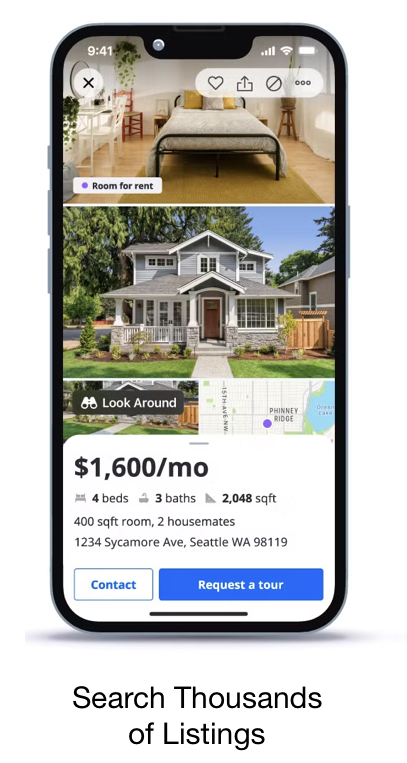 9:41
Room for rent
Look Around
15TH AVE NW
PHINNEY
RIDGE
Green
Lake
$1,600/mo
4 beds 3 baths 2,048 sqft
400 sqft room, 2 housemates
1234 Sycamore Ave, Seattle WA 98119
Contact
Request a tour
Search Thousands
of Listings